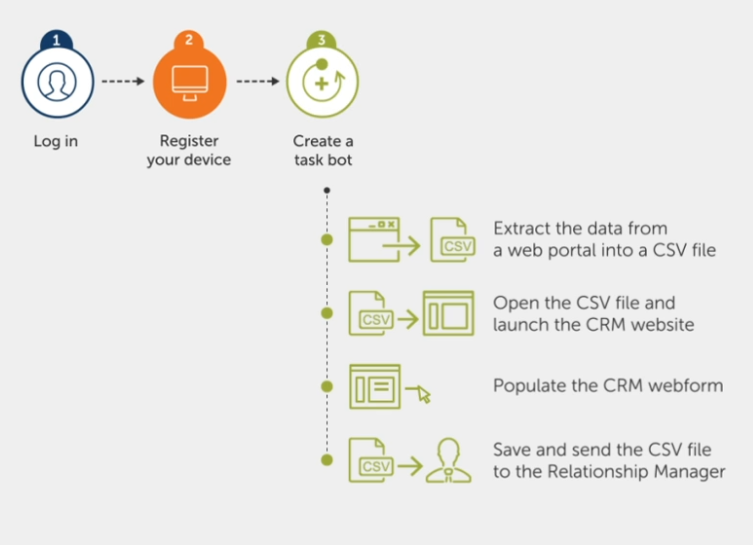 1
2
3
Log in
Register
your device
Create a
task bot
CSV
Extract the data from
a web portal into a CSV file
CSV
Open the CSV file and
launch the CRM website
Populate the CRM webform
CSV
Save and send the CSV file
to the Relationship Manager